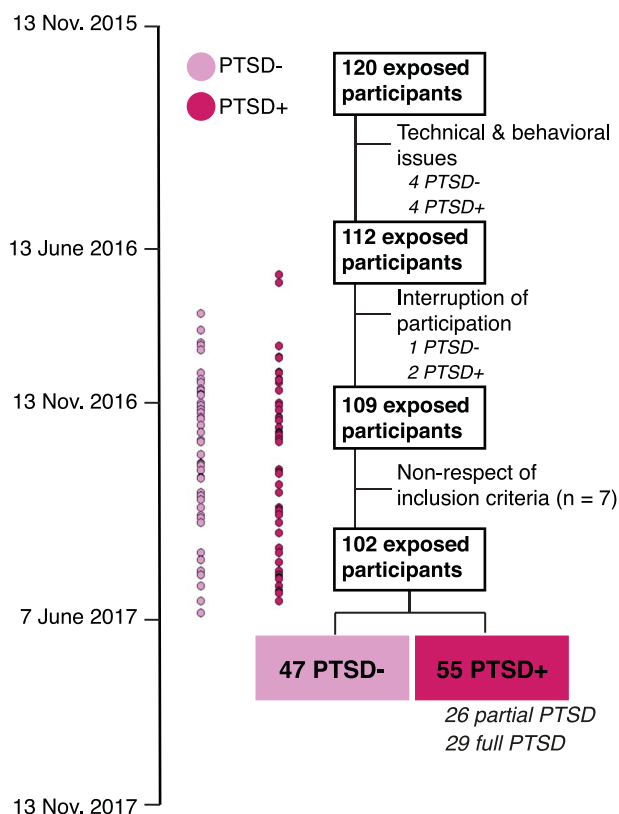 13 Nov. 2015
PTSD-
PTSD+
120 exposed
participants
Technical & behavioral
issues
4 PTSD-
4 PTSD+
13 June 2016
112 exposed
participants
Interruption of
participation
1 PTSD-
2 PTSD+
13 Nov. 2016
109 exposed
participants
Non-respect of
inclusion criteria (n = 7)
102 exposed
participants
7 June 2017
47 PTSD-
55 PTSD+
26 partial PTSD
29 full PTSD
13 Nov. 2017